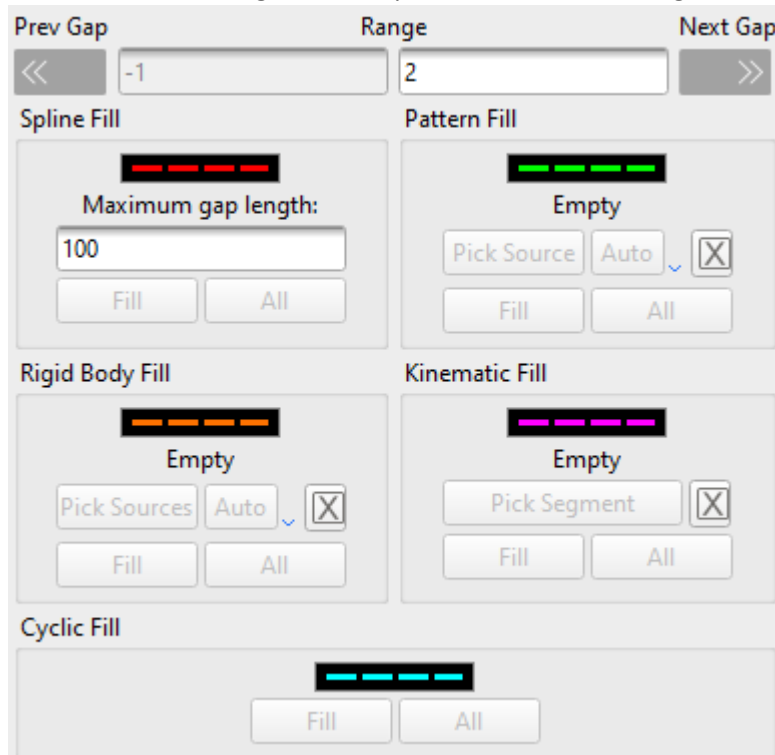 Prev Gap Range Next Gap
<< -1 2 >>
Spline Fill Pattern Fill
Maximum gap length: Empty
100 Pick Source Auto X
Fill All Fill All
Rigid Body Fill Kinematic Fill
Empty Empty
Pick Sources Auto X Pick Segment X
Fill All Fill All
Cyclic Fill
Fill All